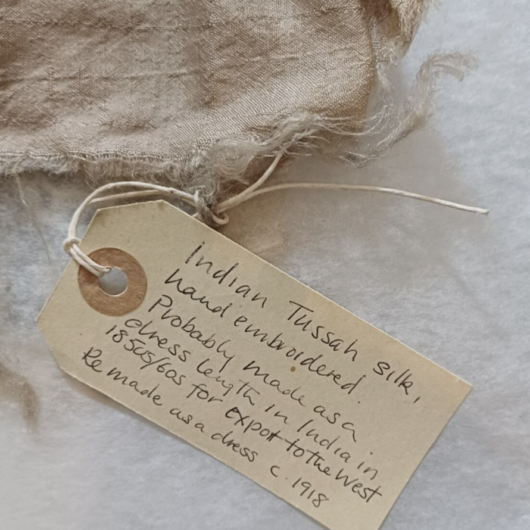 Indian Tussah silk,
hand embroidered.
Probably made as a
dress length in India in
1850s/60s for export to the West
Re made as a dress c. 1918